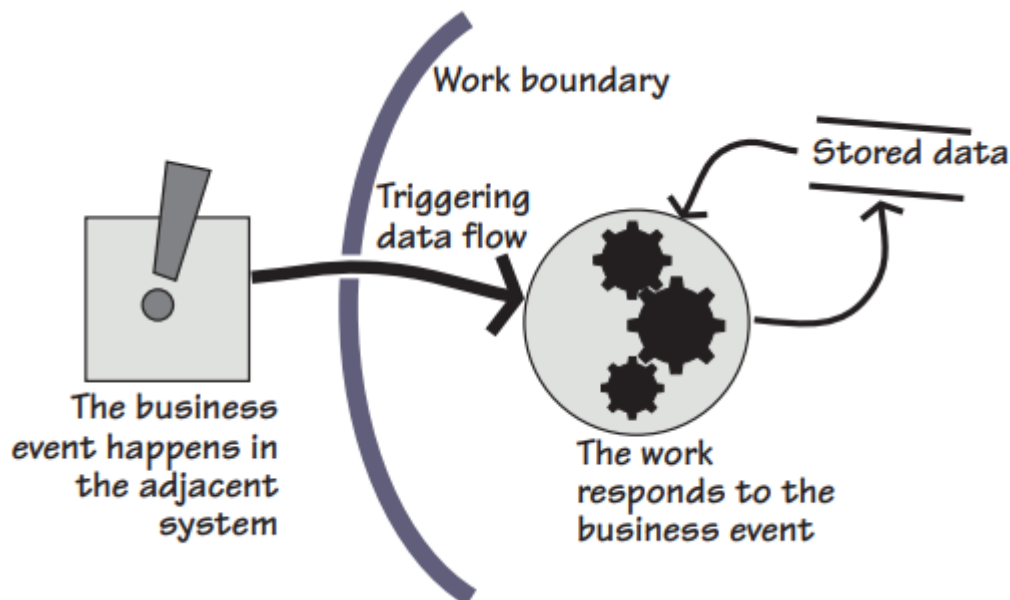 Work boundary
Stored data
Triggering
data flow
The business
event happens in
the adjacent
system
The work
responds to the
business event